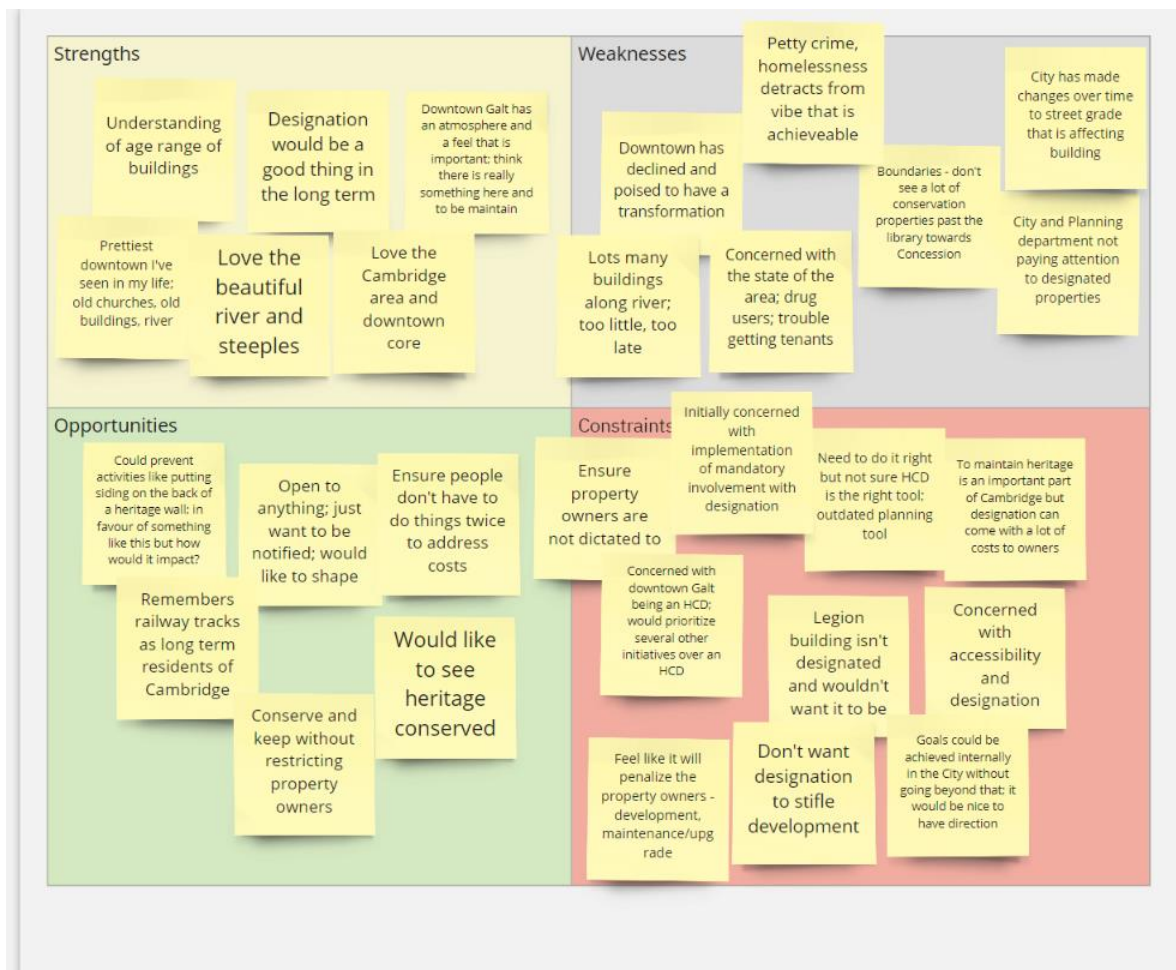 Strengths
Understanding
of age range of
buildings
Designation
would be a
good thing in
the long term
Downtown Galt has
an atmosphere and
a feel that is
important; think
there is really
something here and
to be maintain
Prettiest
downtown I've
seen in my life;
old churches, old
buildings, river
Love the
beautiful
river and
steeples
Love the
Cambridge
area and
downtown
core
Weaknesses
Petty crime,
homelessness
detracts from
vibe that is
achieveable
City has made
changes over time
to street grade
that is affecting
building
Downtown has
declined and
poised to have a
transformation
Boundaries - don't
see a lot of
conservation
properties past the
library towards
Concession
City and Planning
department not
paying attention
to designated
properties
Lots many
buildings
along river;
too little, too
late
Concerned with
the state of the
area; drug
users; trouble
getting tenants
Opportunities
Could prevent
activities like putting
siding on the back of
a heritage wall; in
favour of something
like this but how
would it impact?
Open to
anything; just
want to be
notified; would
like to shape
Ensure people
don't have to
do things twice
to address
costs
Remembers
railway tracks
as long term
residents of
Cambridge
Would like
to see
heritage
conserved
Conserve and
keep without
restricting
property
owners
Constraints
Ensure
property
owners are
not dictated to
Initially concerned
with
implementation
of mandatory
involvement with
designation
Need to do it right
but not sure HCD
is the right tool;
outdated planning
tool
To maintain heritage
is an important part
of Cambridge but
designation can
come with a lot of
costs to owners
Concerned with
downtown Galt
being an HCD;
would prioritize
several other
initiatives over an
HCD
Legion
building isn't
designated
and wouldn't
want it to be
Concerned
with
accessibility
and
designation
Feel like it will
penalize the
property owners -
development,
maintenance/upg
rade
Don't want
designation
to stifle
development
Goals could be
achieved internally
in the City without
going beyond that; it
would be nice to
have direction